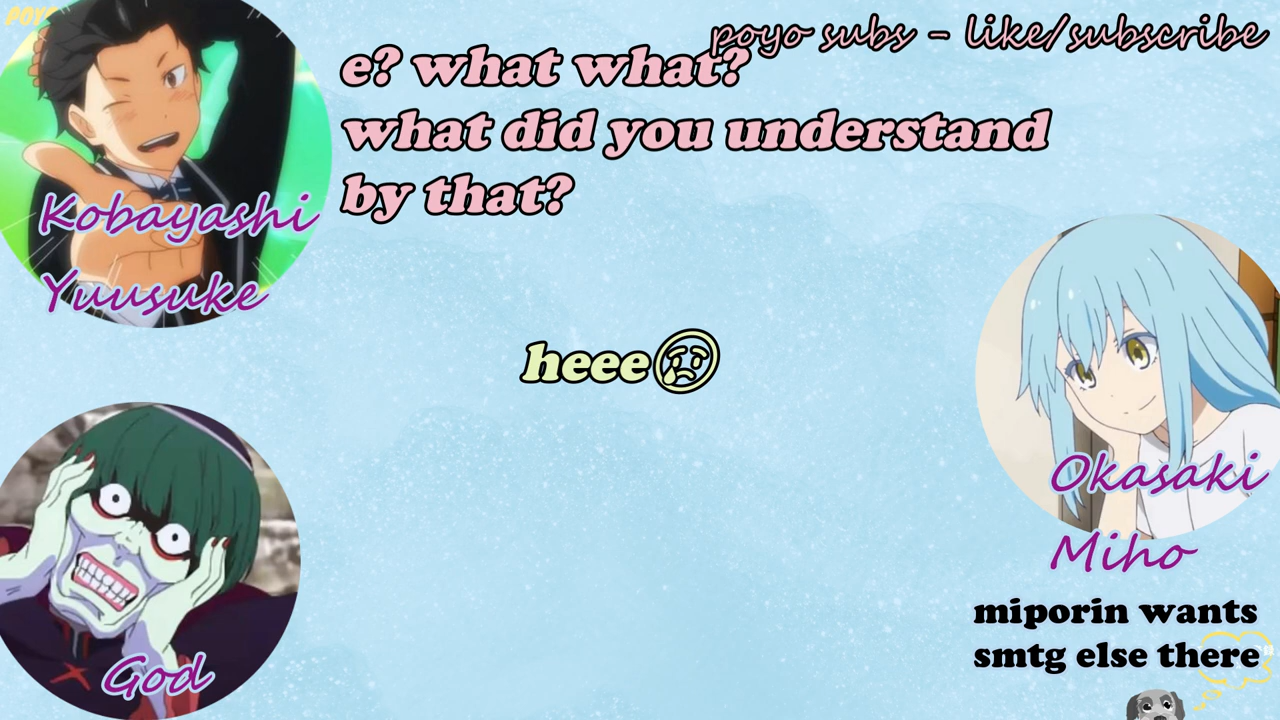 POYO
poyo subs - like/subscribe
e? what what?
what did you understand
by that?
Kobayashi
Yuusuke
heee
Okasaki
Miho
miporin wants
smtg else there
God